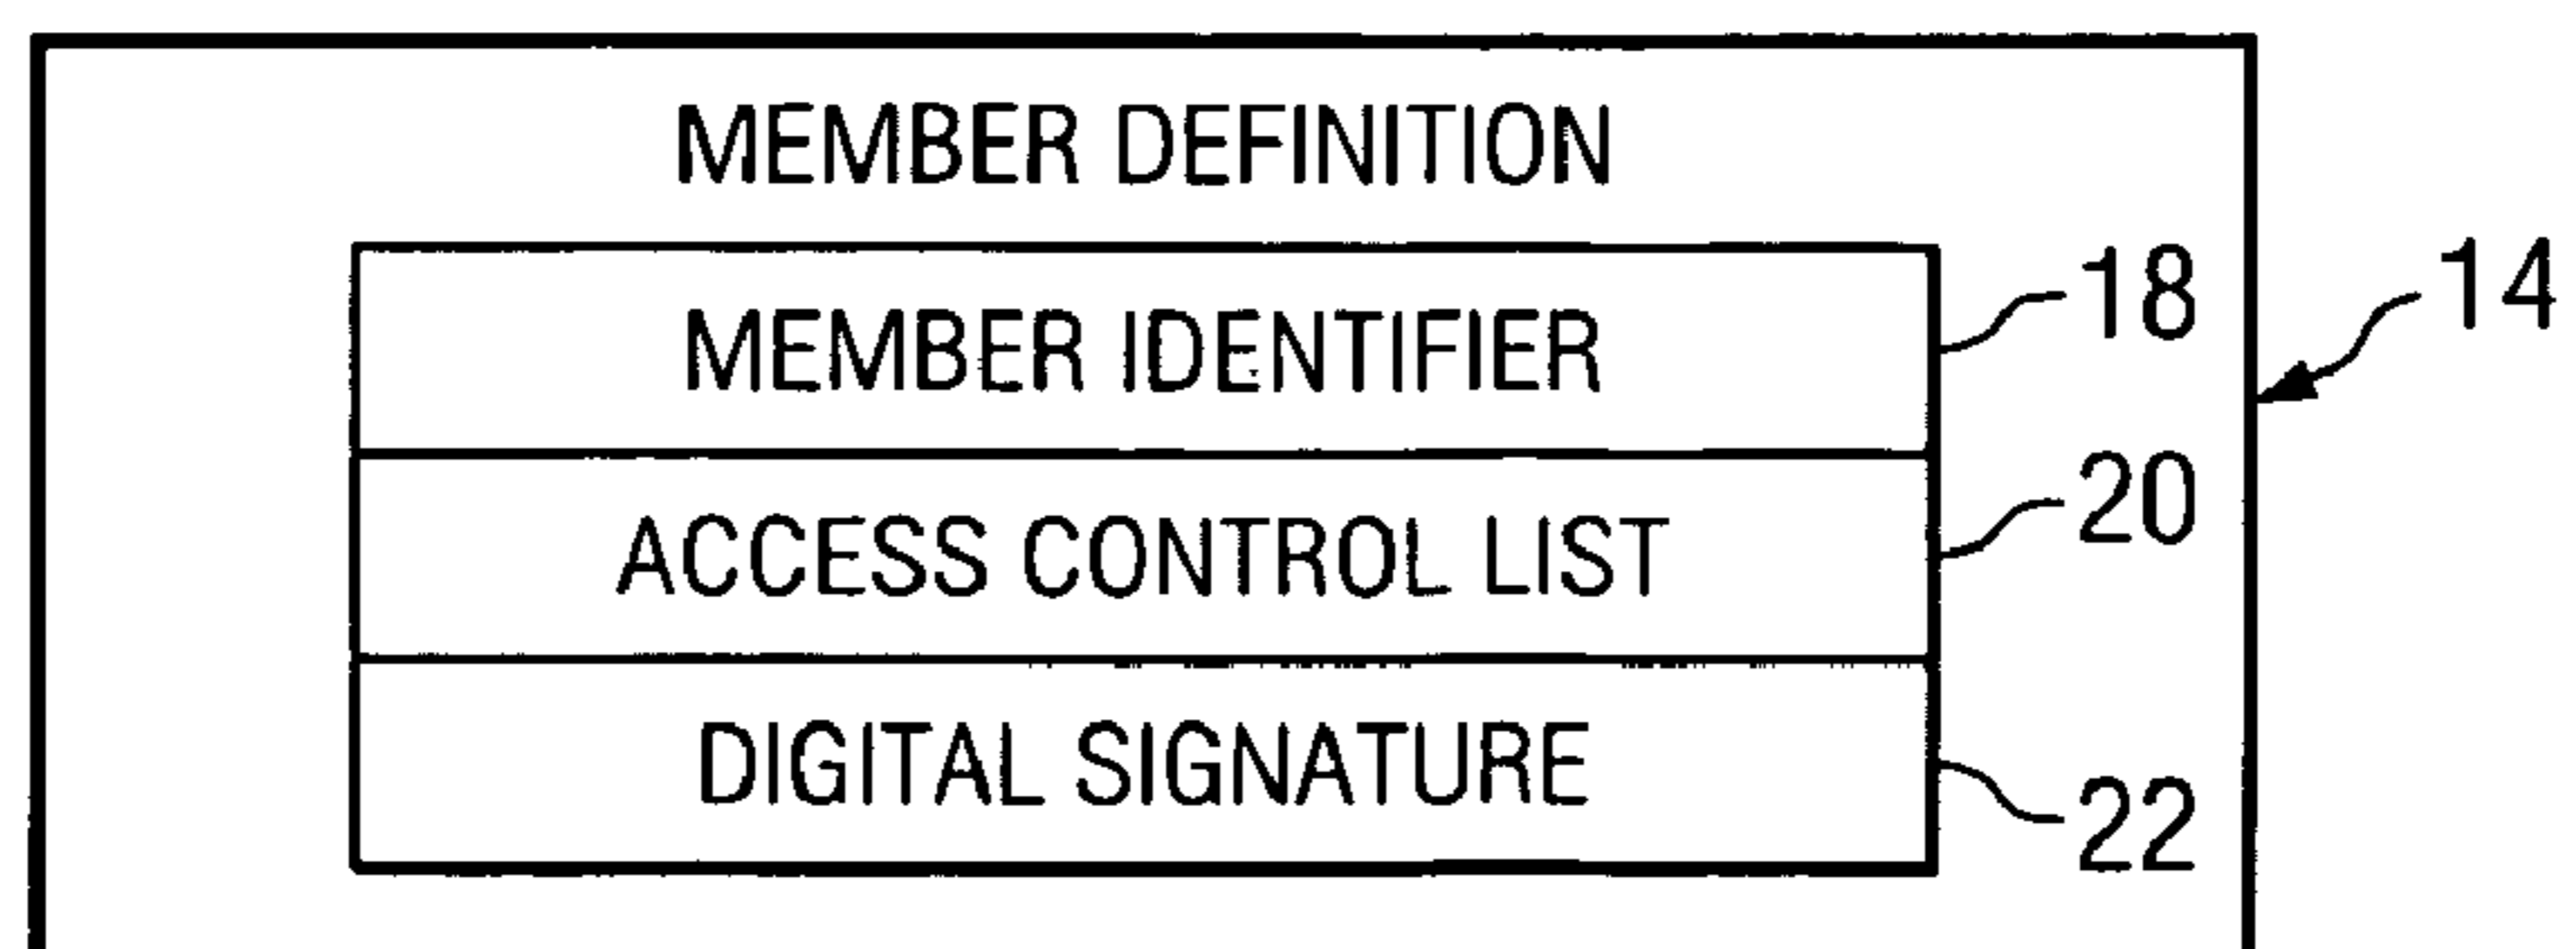 MEMBER DEFINITION
MEMBER IDENTIFIER
18
14
ACCESS CONTROL LIST
20
DIGITAL SIGNATURE
22